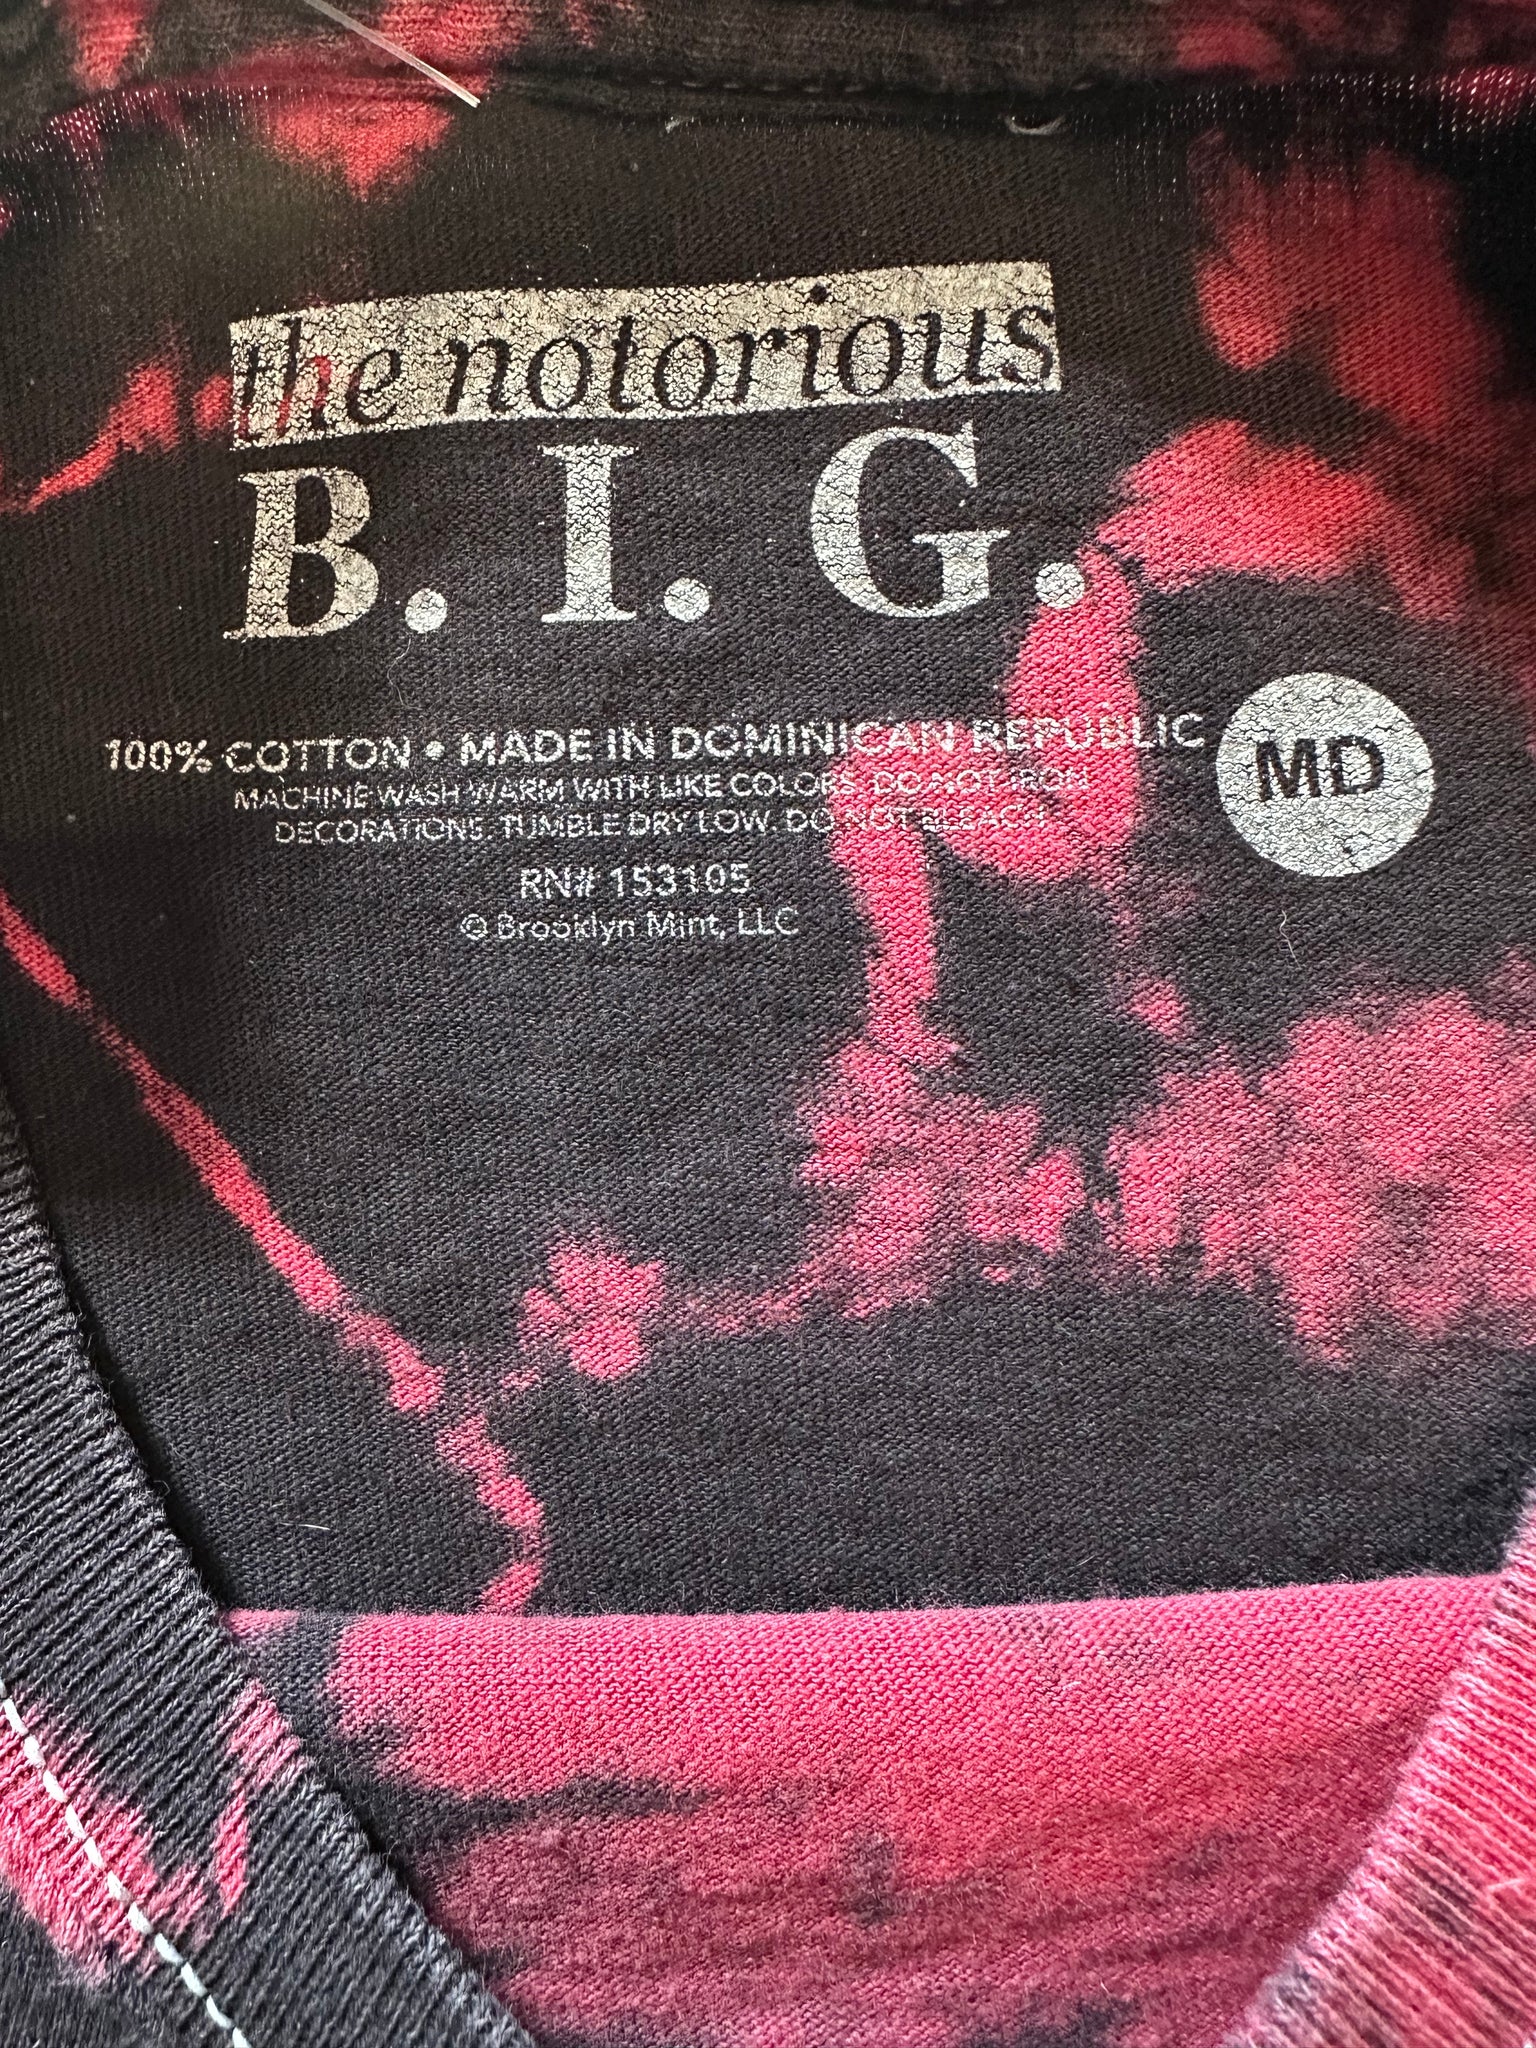 the notorious
B. I. G.
100% COTTON • MADE IN DOMINICAN REPUBLIC
MD
MACHINE WASH WARM WITH LIKE COLORS. DO NOT IRON
DECORATIONS. TUMBLE DRY LOW. DO NOT BLEACH.
RN# 153105
© Brooklyn Mint, LLC